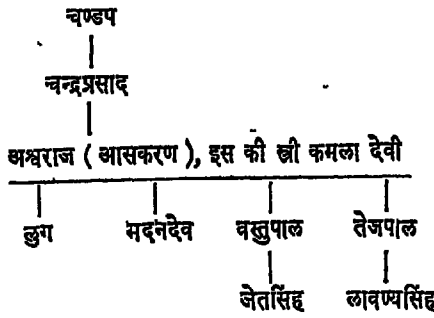 चण्डप
चन्द्रप्रसाद
अश्वराज ( आसकरण ), इस की स्त्री कमला देवी
लुग मदनदेव वस्तुपाल तेजपाल
जेतसिंह लावण्यसिंह